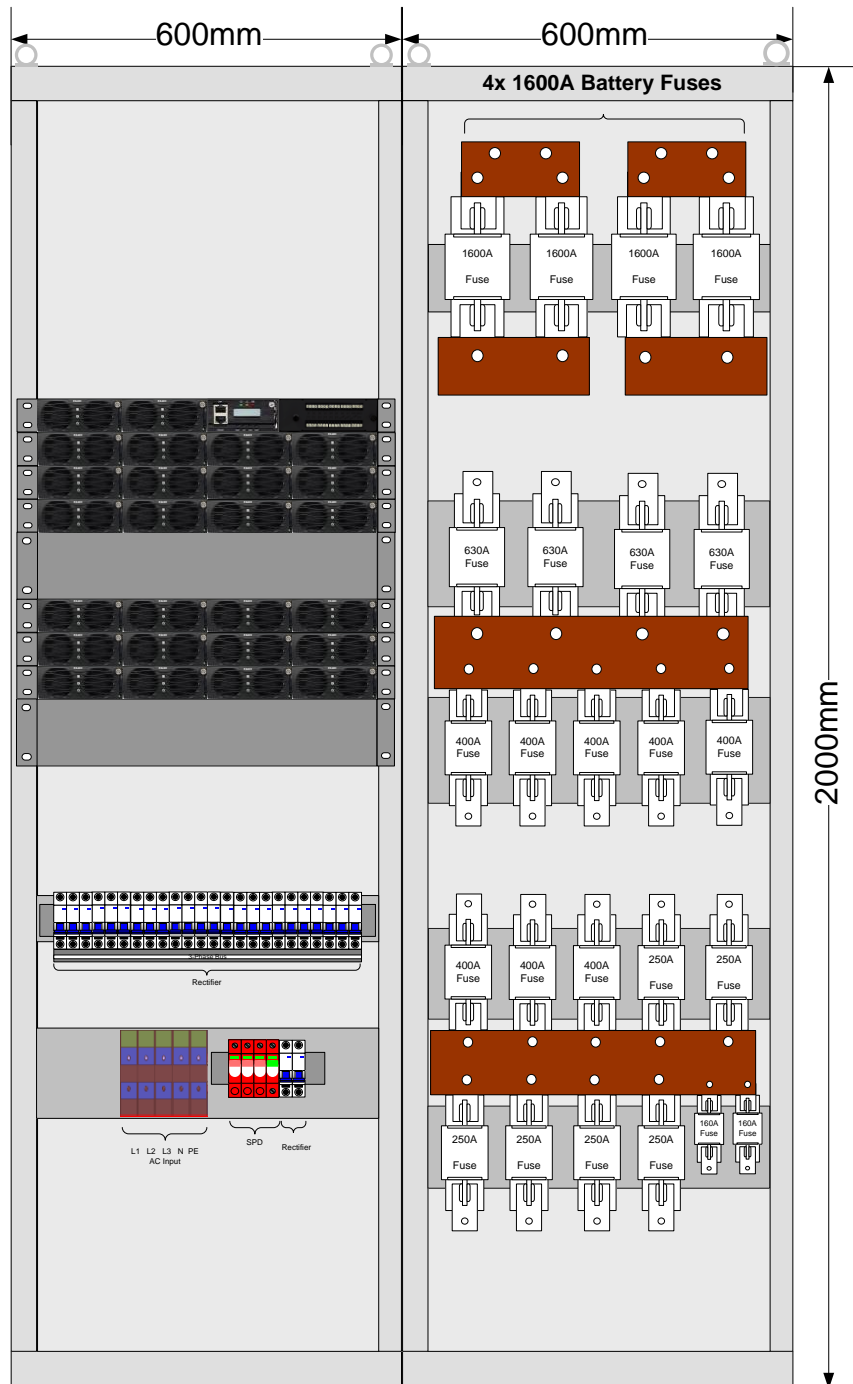 600mm
600mm
4x 1600A Battery Fuses
1600A
Fuse
1600A
Fuse
1600A
Fuse
1600A
Fuse
630A
Fuse
630A
Fuse
630A
Fuse
630A
Fuse
400A
Fuse
400A
Fuse
400A
Fuse
400A
Fuse
400A
Fuse
2000mm
3-Phase Bus
Rectifier
400A
Fuse
400A
Fuse
400A
Fuse
250A
Fuse
250A
Fuse
L1 L2 L3 N PE
AC Input
SPD
Rectifier
250A
Fuse
250A
Fuse
250A
Fuse
250A
Fuse
160A
Fuse
160A
Fuse